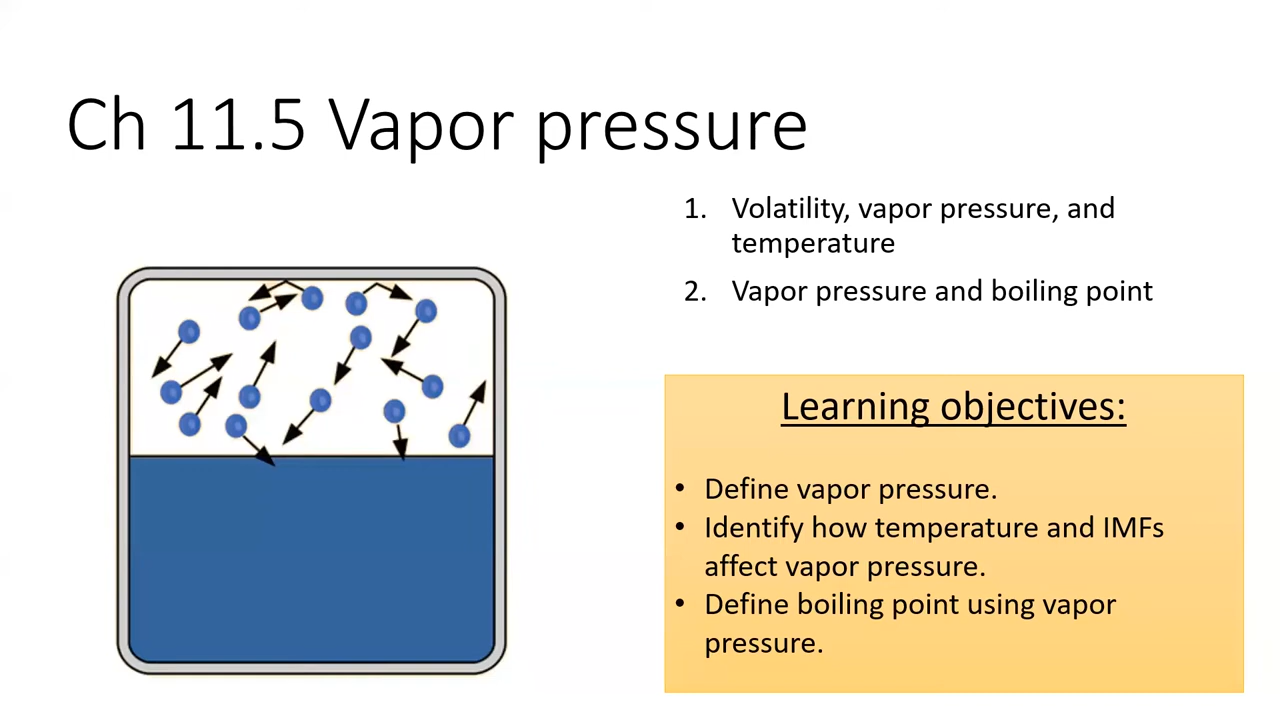 Ch 11.5 Vapor pressure
1. Volatility, vapor pressure, and
temperature
2. Vapor pressure and boiling point
Learning objectives:
• Define vapor pressure.
• Identify how temperature and IMFs
affect vapor pressure.
• Define boiling point using vapor
pressure.